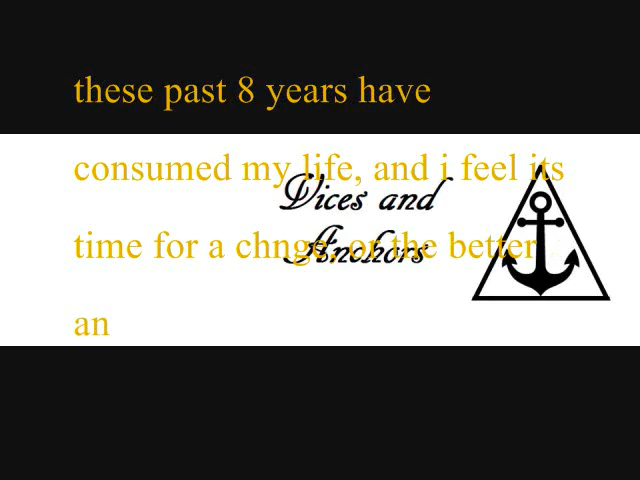 these past 8 years have
consumed my life, and i feel its
Vices and
time for a chnge, or the better
Anchors
an